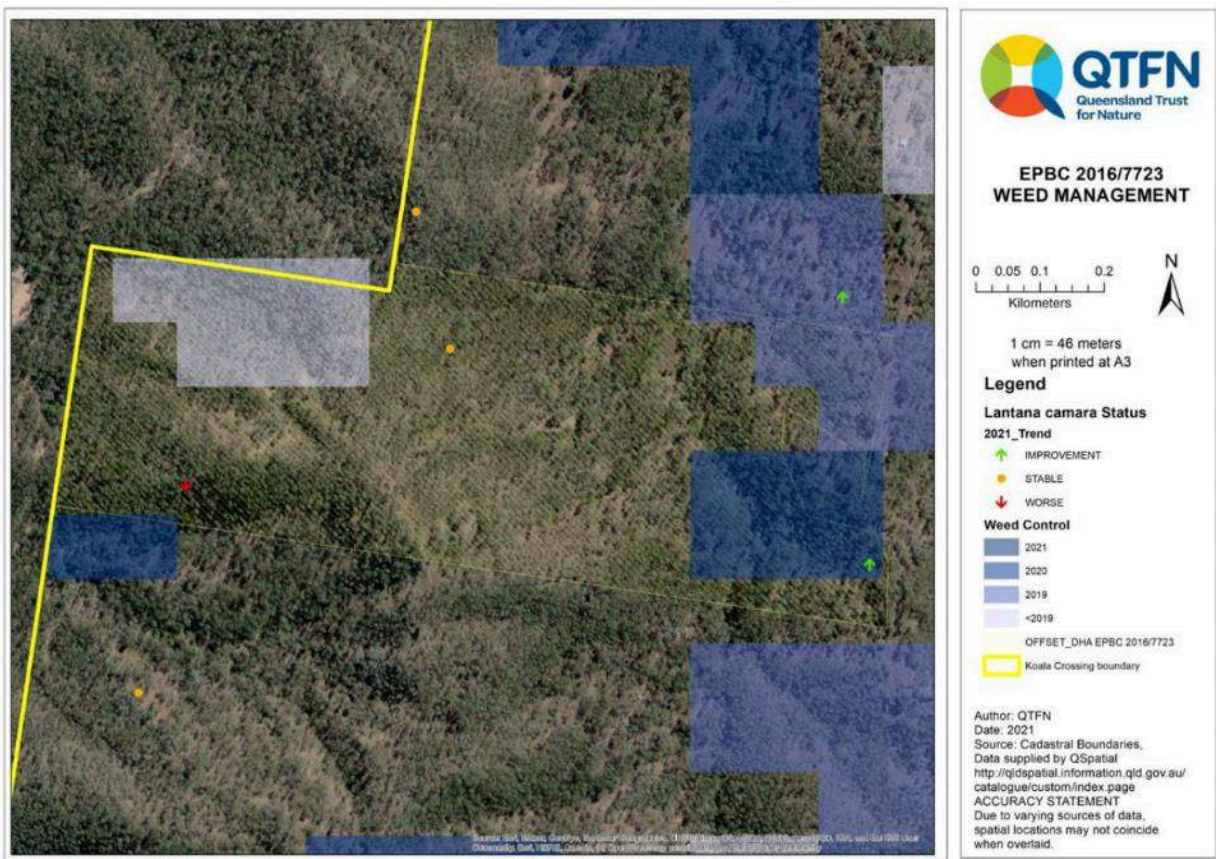 QTFN
Queensland Trust
for Nature
EPBC 2016/7723
WEED MANAGEMENT
0 0.05 0.1 0.2
Kilometers
N
1 cm = 46 meters
when printed at A3
Legend
Lantana camara Status
2021_Trend
IMPROVEMENT
STABLE
WORSE
Weed Control
2021
2020
2019
<2019
OFFSET_DHA EPBC 2016/7723
Koala Crossing boundary
Author: QTFN
Date: 2021
Source: Cadastral Boundaries,
Data supplied by QSpatial
http://qldspatial.information.qld.gov.au/
catalogue/custom/index.page
ACCURACY STATEMENT
Due to varying sources of data,
spatial locations may not coincide
when overlaid.